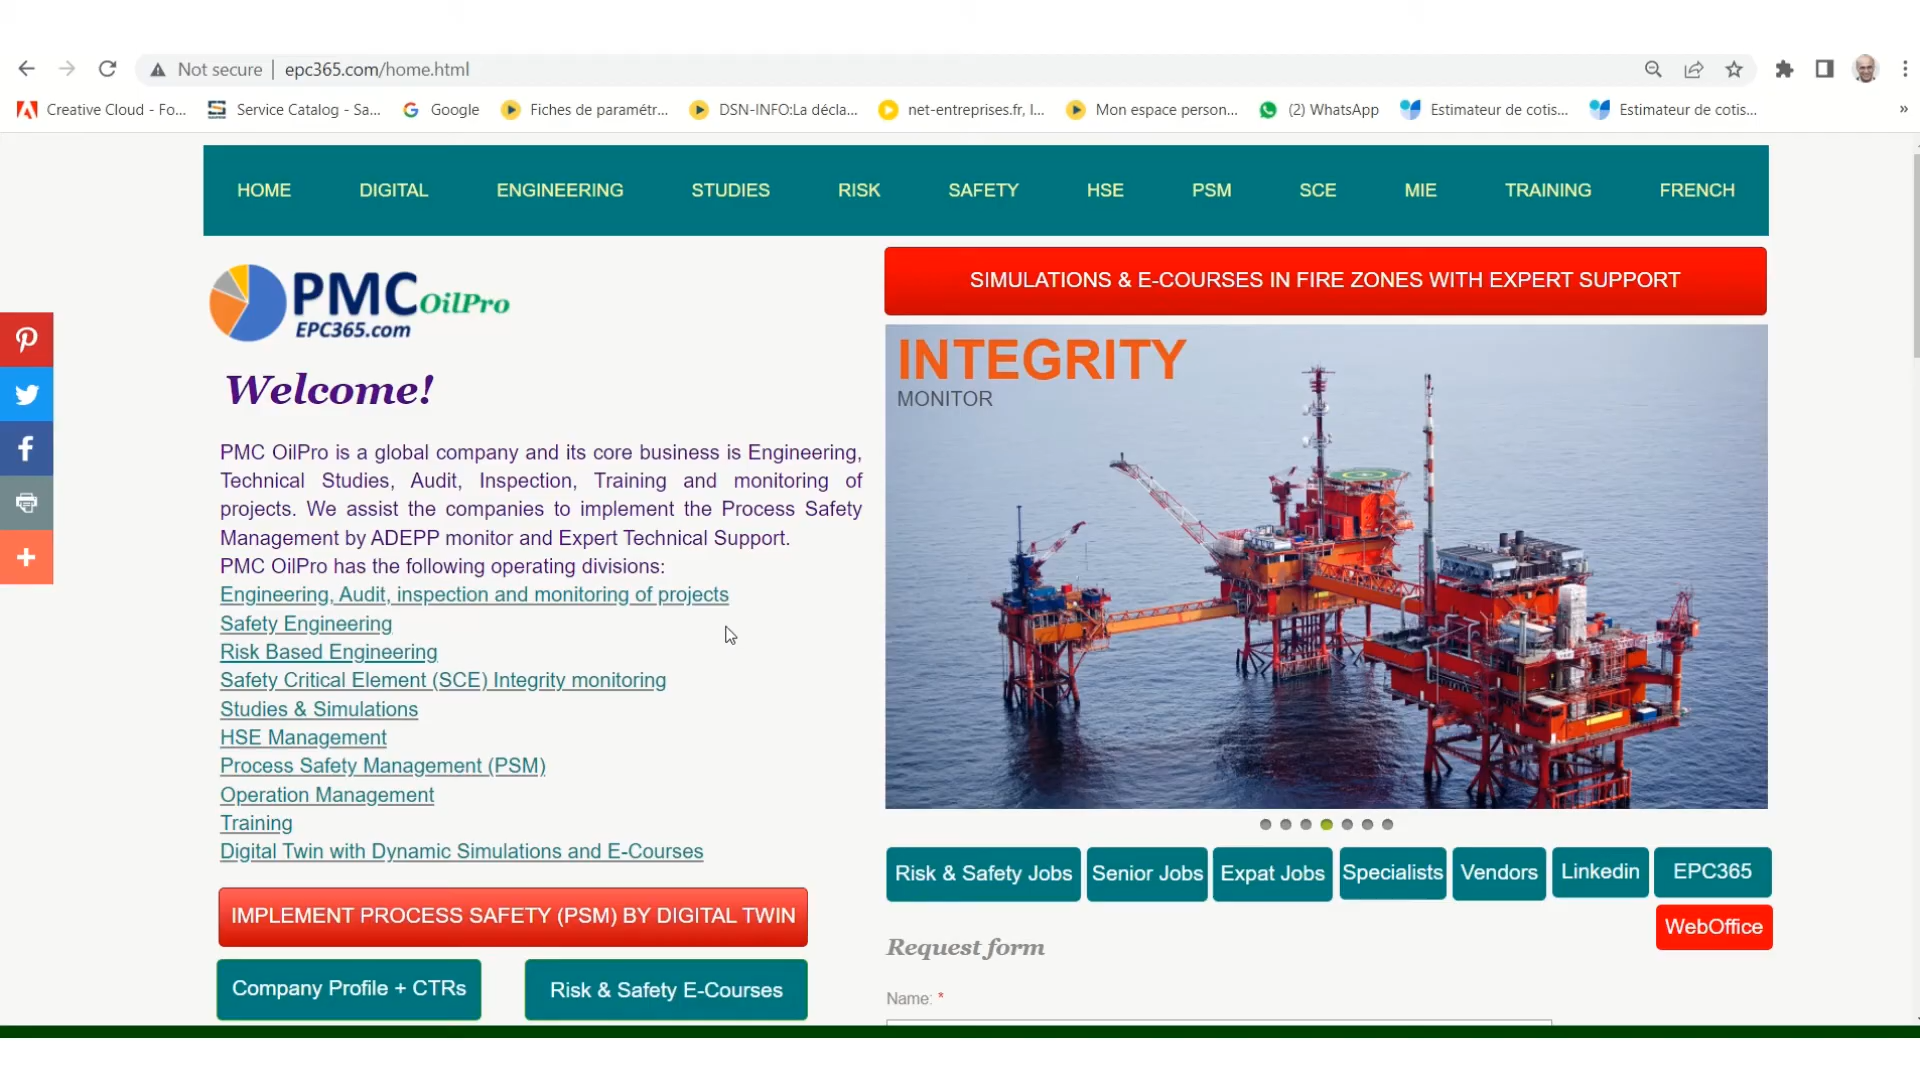 Not secure | epc365.com/home.html
Creative Cloud - Fo... Service Catalog - Sa... Google Fiches de paramétr... DSN-INFO:La décla... net-entreprises.fr, l... Mon espace person... (2) WhatsApp Estimateur de cotis... Estimateur de cotis... »
HOME DIGITAL ENGINEERING STUDIES RISK SAFETY HSE PSM SCE MIE TRAINING FRENCH
PMC OilPro
EPC365.com
Welcome!
PMC OilPro is a global company and its core business is Engineering,
Technical Studies, Audit, Inspection, Training and monitoring of
projects. We assist the companies to implement the Process Safety
Management by ADEPP monitor and Expert Technical Support.
PMC OilPro has the following operating divisions:
Engineering, Audit, inspection and monitoring of projects
Safety Engineering
Risk Based Engineering
Safety Critical Element (SCE) Integrity monitoring
Studies & Simulations
HSE Management
Process Safety Management (PSM)
Operation Management
Training
Digital Twin with Dynamic Simulations and E-Courses
IMPLEMENT PROCESS SAFETY (PSM) BY DIGITAL TWIN
Company Profile + CTRs Risk & Safety E-Courses
SIMULATIONS & E-COURSES IN FIRE ZONES WITH EXPERT SUPPORT
INTEGRITY
MONITOR
Risk & Safety Jobs Senior Jobs Expat Jobs Specialists Vendors Linkedin EPC365
WebOffice
Request form
Name: *